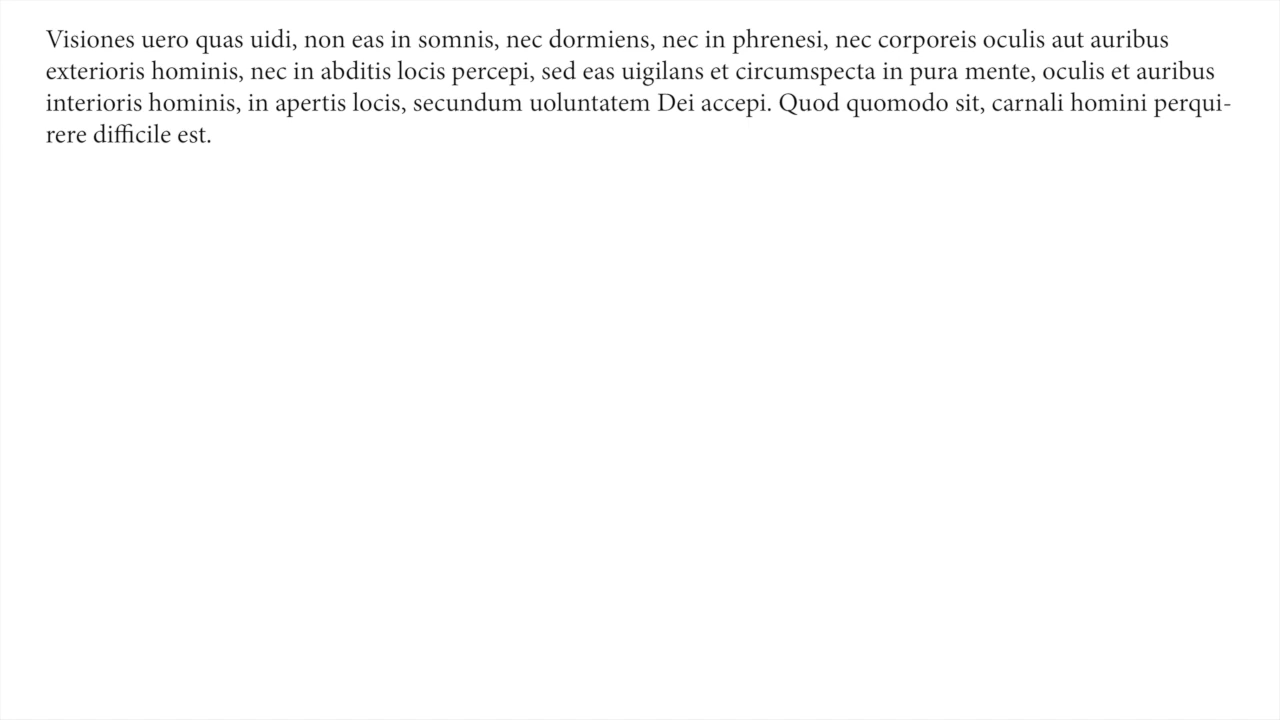 Visiones uero quas uidi, non eas in somnis, nec dormiens, nec in phrenesi, nec corporeis oculis aut auribus
exterioris hominis, nec in abditis locis percepi, sed eas uigilans et circumspecta in pura mente, oculis et auribus
interioris hominis, in apertis locis, secundum uoluntatem Dei accepi. Quod quomodo sit, carnali homini perqui-
rere difficile est.